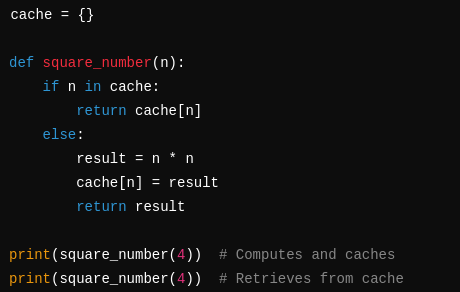 cache = {}

def square_number(n):
    if n in cache:
        return cache[n]
    else:
        result = n * n
        cache[n] = result
        return result

print(square_number(4))  # Computes and caches
print(square_number(4))  # Retrieves from cache